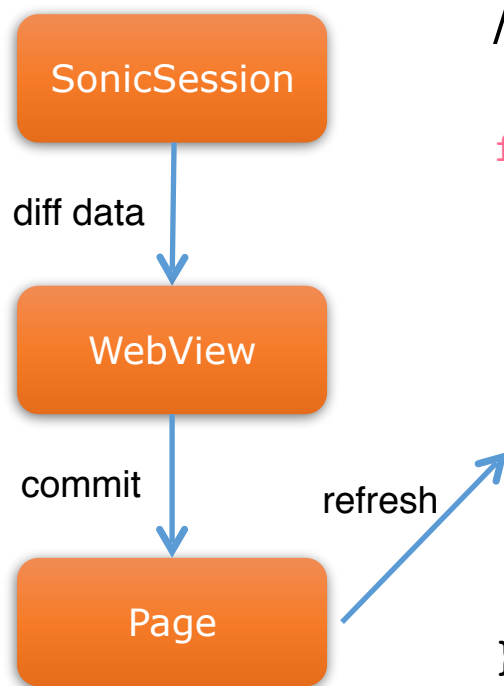 SonicSession
diff data
WebView
commit
refresh
Page